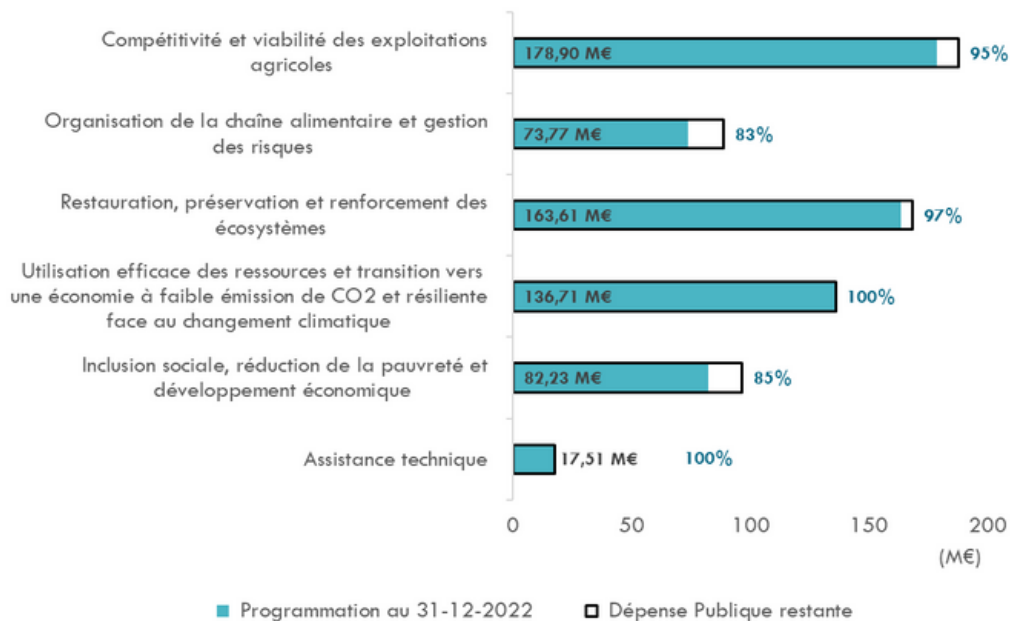 Compétitivité et viabilité des exploitations
agricoles
178,90 M€ 95%
Organisation de la chaîne alimentaire et gestion
des risques
73,77 M€ 83%
Restauration, préservation et renforcement des
écosystèmes
163,61 M€ 97%
Utilisation efficace des ressources et transition vers
une économie à faible émission de CO2 et résiliente
face au changement climatique
136,71 M€ 100%
Inclusion sociale, réduction de la pauvreté et
développement économique
82,23 M€ 85%
Assistance technique
17,51 M€ 100%
0 50 100 150 200
(M€)
Programmation au 31-12-2022 Dépense Publique restante